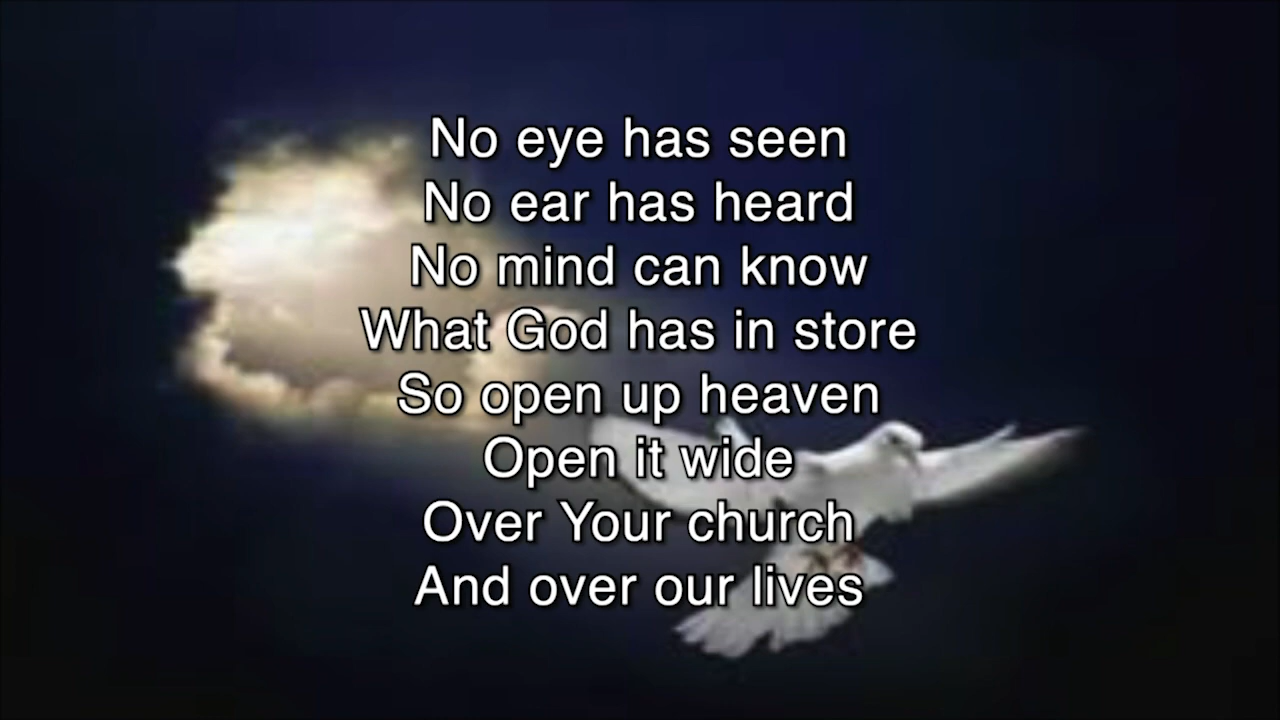 No eye has seen
No ear has heard
No mind can know
What God has in store
So open up heaven
Open it wide
Over Your church
And over our lives